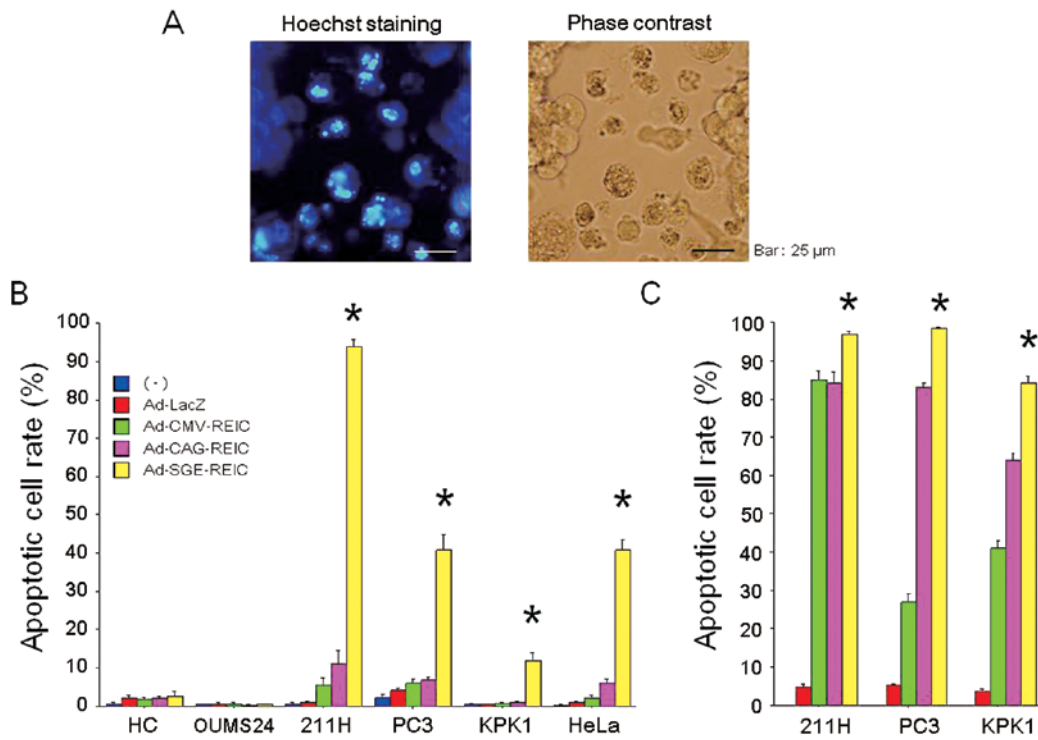 A
Hoechst staining
Phase contrast
Bar: 25 µm
B
Apoptotic cell rate (%)
100
90
80
70
60
50
40
30
20
10
0
(-)
Ad-LacZ
Ad-CMV-REIC
Ad-CAG-REIC
Ad-SGE-REIC
*
*
*
*
HC
OUMS24
211H
PC3
KPK1
HeLa
C
Apoptotic cell rate (%)
100
90
80
70
60
50
40
30
20
10
0
*
*
*
211H
PC3
KPK1